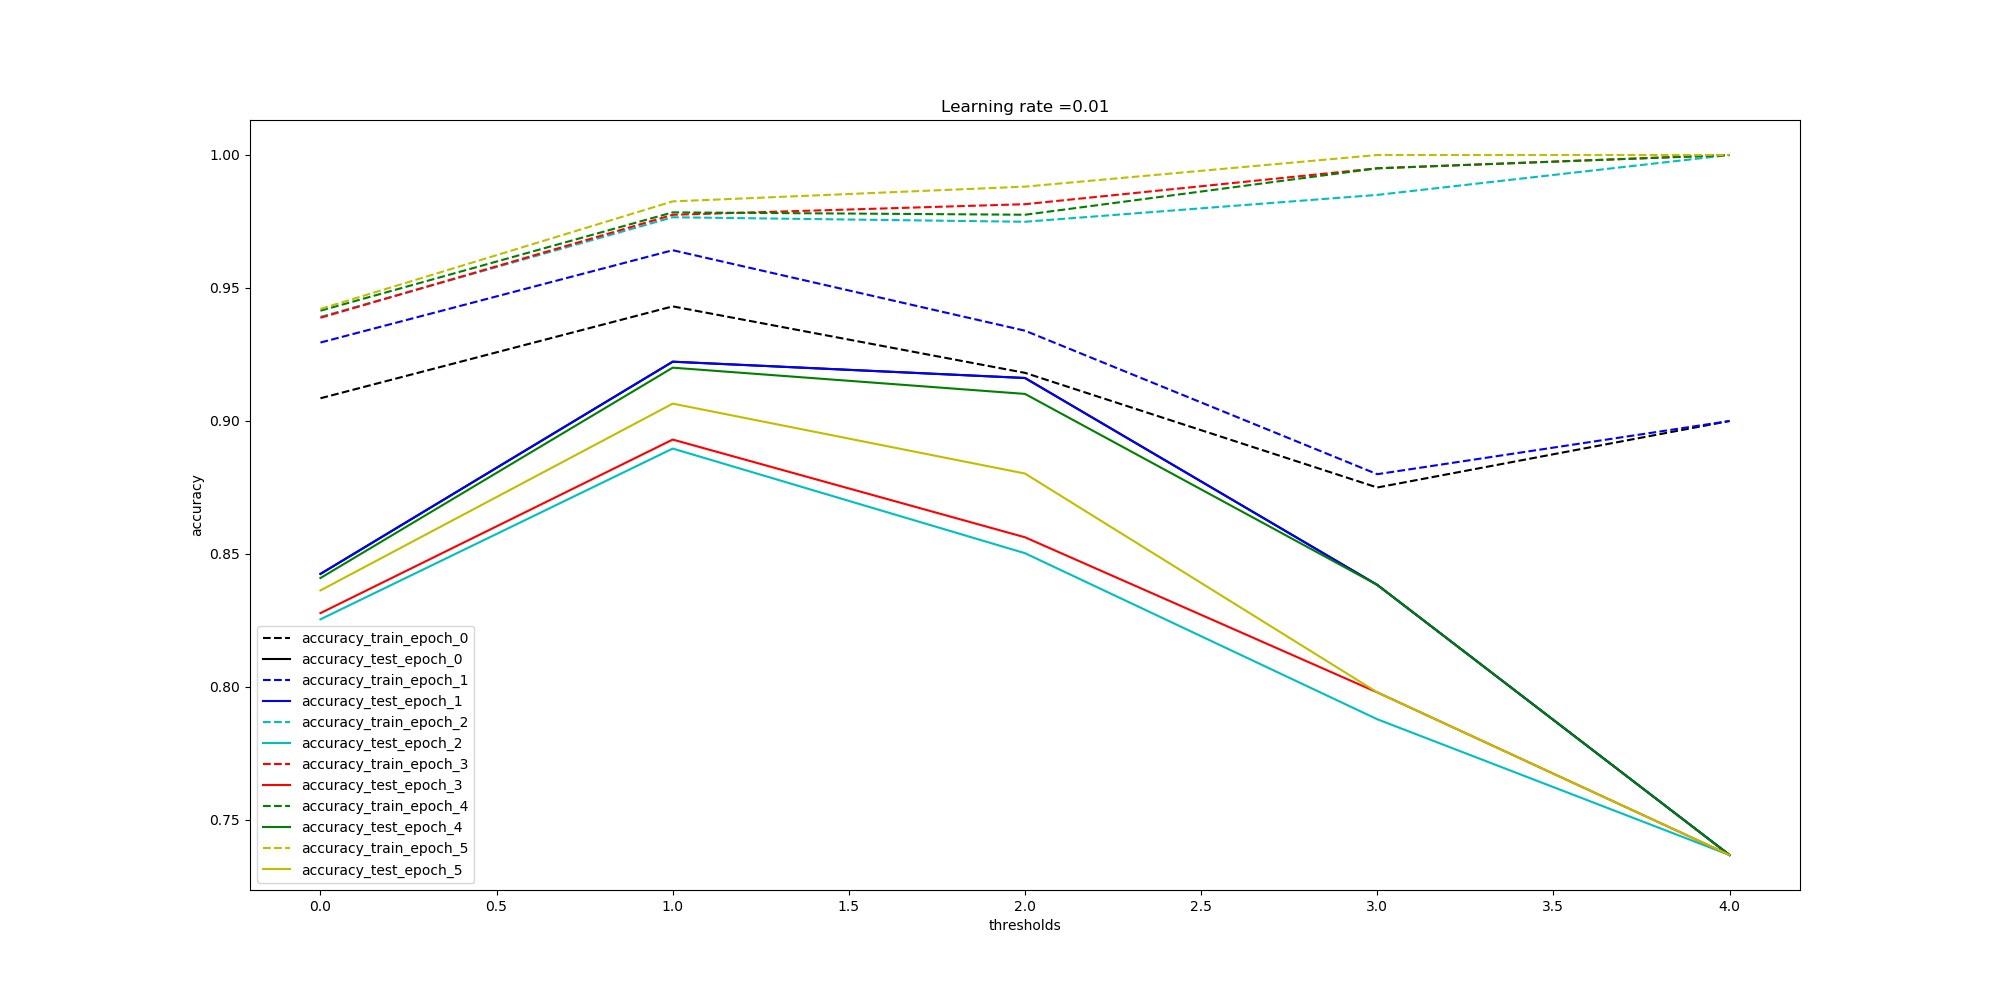 Learning rate =0.01
1.00
0.95
0.90
0.85
0.80
0.75
accuracy
accuracy_train_epoch_0
accuracy_test_epoch_0
accuracy_train_epoch_1
accuracy_test_epoch_1
accuracy_train_epoch_2
accuracy_test_epoch_2
accuracy_train_epoch_3
accuracy_test_epoch_3
accuracy_train_epoch_4
accuracy_test_epoch_4
accuracy_train_epoch_5
accuracy_test_epoch_5
0.0 0.5 1.0 1.5 2.0 2.5 3.0 3.5 4.0
thresholds